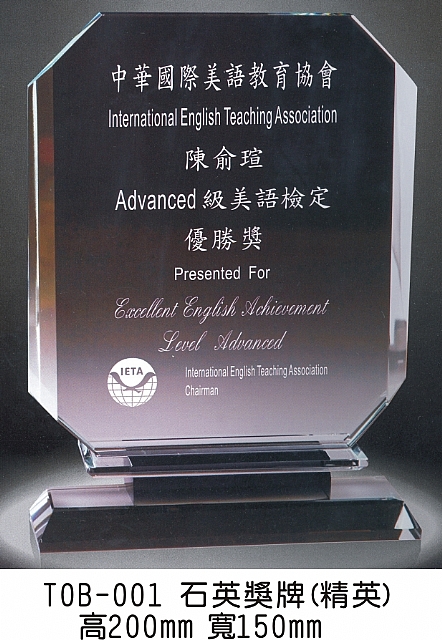 中華國際美語教育協會
International English Teaching Association
陳俞瑄
Advanced 級美語檢定
優勝獎
Presented For
Excellent English Achievement
Level Advanced
IETA
International English Teaching Association
Chairman
TOB-001 石英獎牌(精英)
高200mm 寬150mm